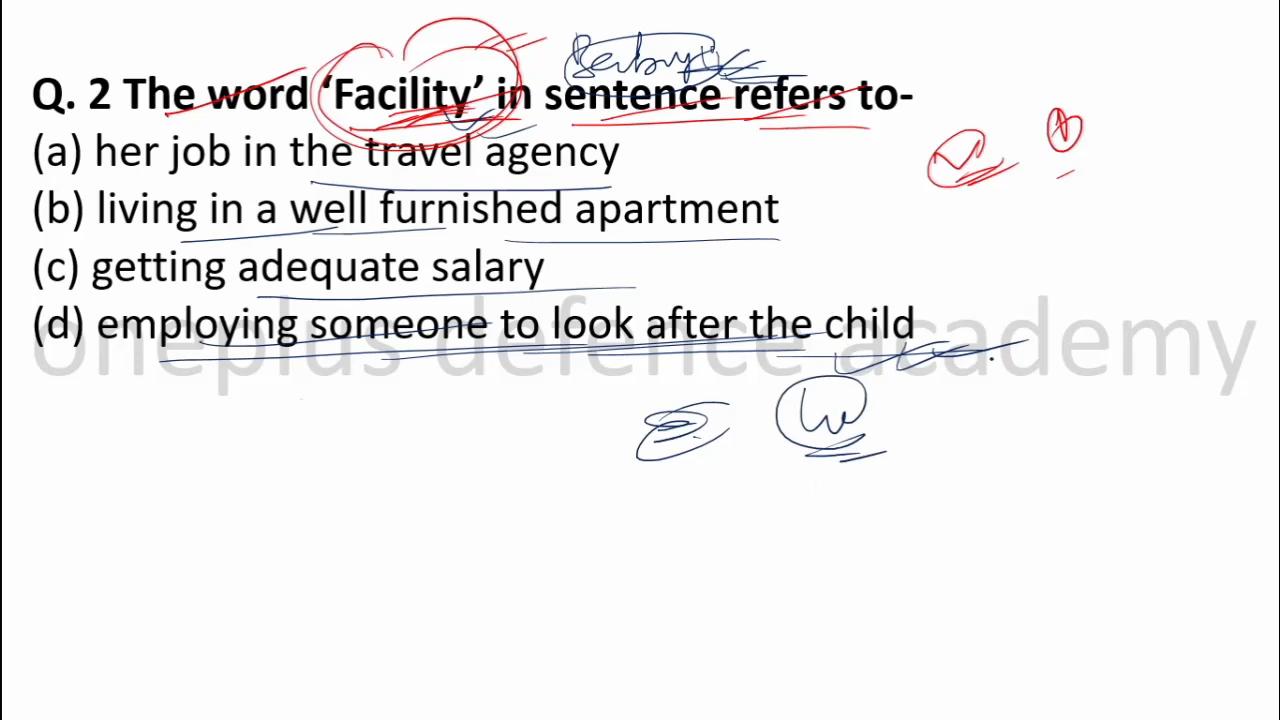 Q. 2 The word ‘Facility’ in sentence refers to-
(a) her job in the travel agency
(b) living in a well furnished apartment
(c) getting adequate salary
(d) employing someone to look after the child
oneplus defence academy